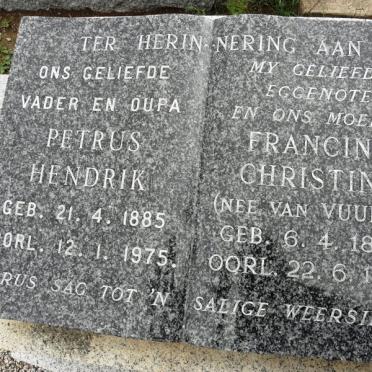 TER HERINNERING AAN
ONS GELIEFDE
VADER EN OUPA
PETRUS
HENDRIK
GEB. 21. 4. 1885
OORL. 12. 1. 1975.
MY GELIEFD
EGGENOTE
EN ONS MOE
FRANCIN
CHRISTIN
(NEE VAN VUU
GEB. 6. 4. 18
OORL. 22. 6. 1
RUS SAG TOT 'N SALIGE WEERSI